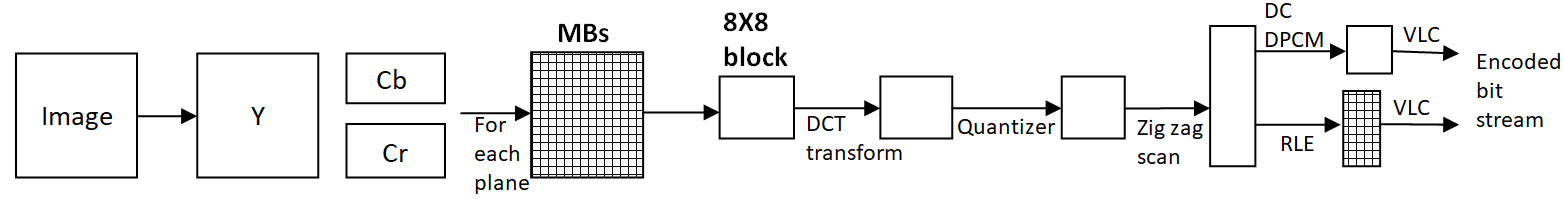 Image
Y
Cb
Cr
For
each
plane
MBs
8X8
block
DCT
transform
Quantizer
Zig zag
scan
DC
DPCM
RLE
VLC
VLC
Encoded
bit
stream